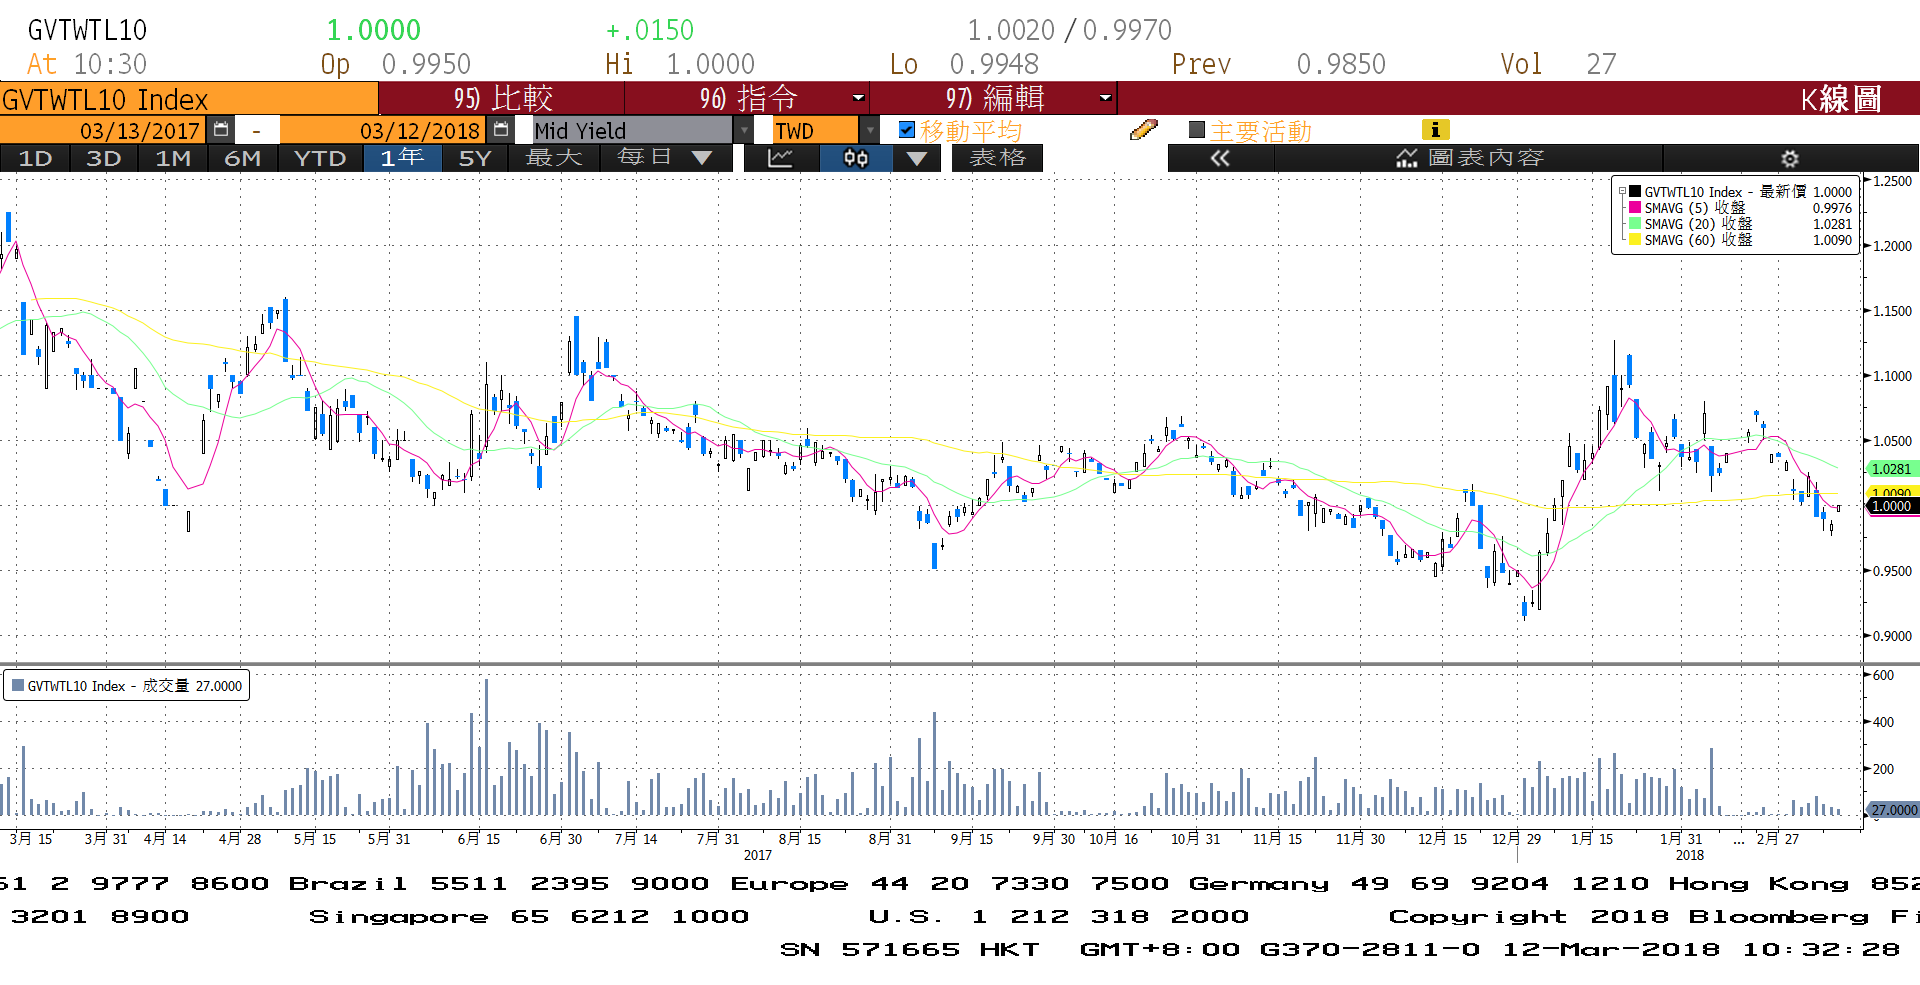 GVTWTL10 1.0000 +.0150 1.0020 / 0.9970
At 10:30 Op 0.9950 Hi 1.0000 Lo 0.9948 Prev 0.9850 Vol 27
GVTWTL10 Index 95) 比較 96) 指令 97) 編輯 K線圖
03/13/2017 - 03/12/2018 Mid Yield TWD 移動平均 主要活動 i
1D 3D 1M 6M YTD 1年 5Y 最大 每日 ▼ 表格 « 圖表內容
GVTWTL10 Index - 最新價 1.0000
SMAVG (5) 收盤 0.9976
SMAVG (20) 收盤 1.0281
SMAVG (60) 收盤 1.0090
1.2500
1.2000
1.1500
1.1000
1.0500
1.0281
1.0090
1.0000
0.9500
0.9000
GVTWTL10 Index - 成交量 27.0000
600
400
200
27.0000
3月 15 3月 31 4月 14 4月 28 5月 15 5月 31 6月 15 6月 30 7月 14 7月 31 8月 15 8月 31 9月 15 9月 30 10月 16 10月 31 11月 15 11月 30 12月 15 12月 29 1月 15 1月 31 ... 2月 27
2017 2018
61 2 9777 8600 Brazil 5511 2395 9000 Europe 44 20 7330 7500 Germany 49 69 9204 1210 Hong Kong 852
3201 8900 Singapore 65 6212 1000 U.S. 1 212 318 2000 Copyright 2018 Bloomberg Fi
SN 571665 HKT GMT+8:00 G370-2811-0 12-Mar-2018 10:32:28